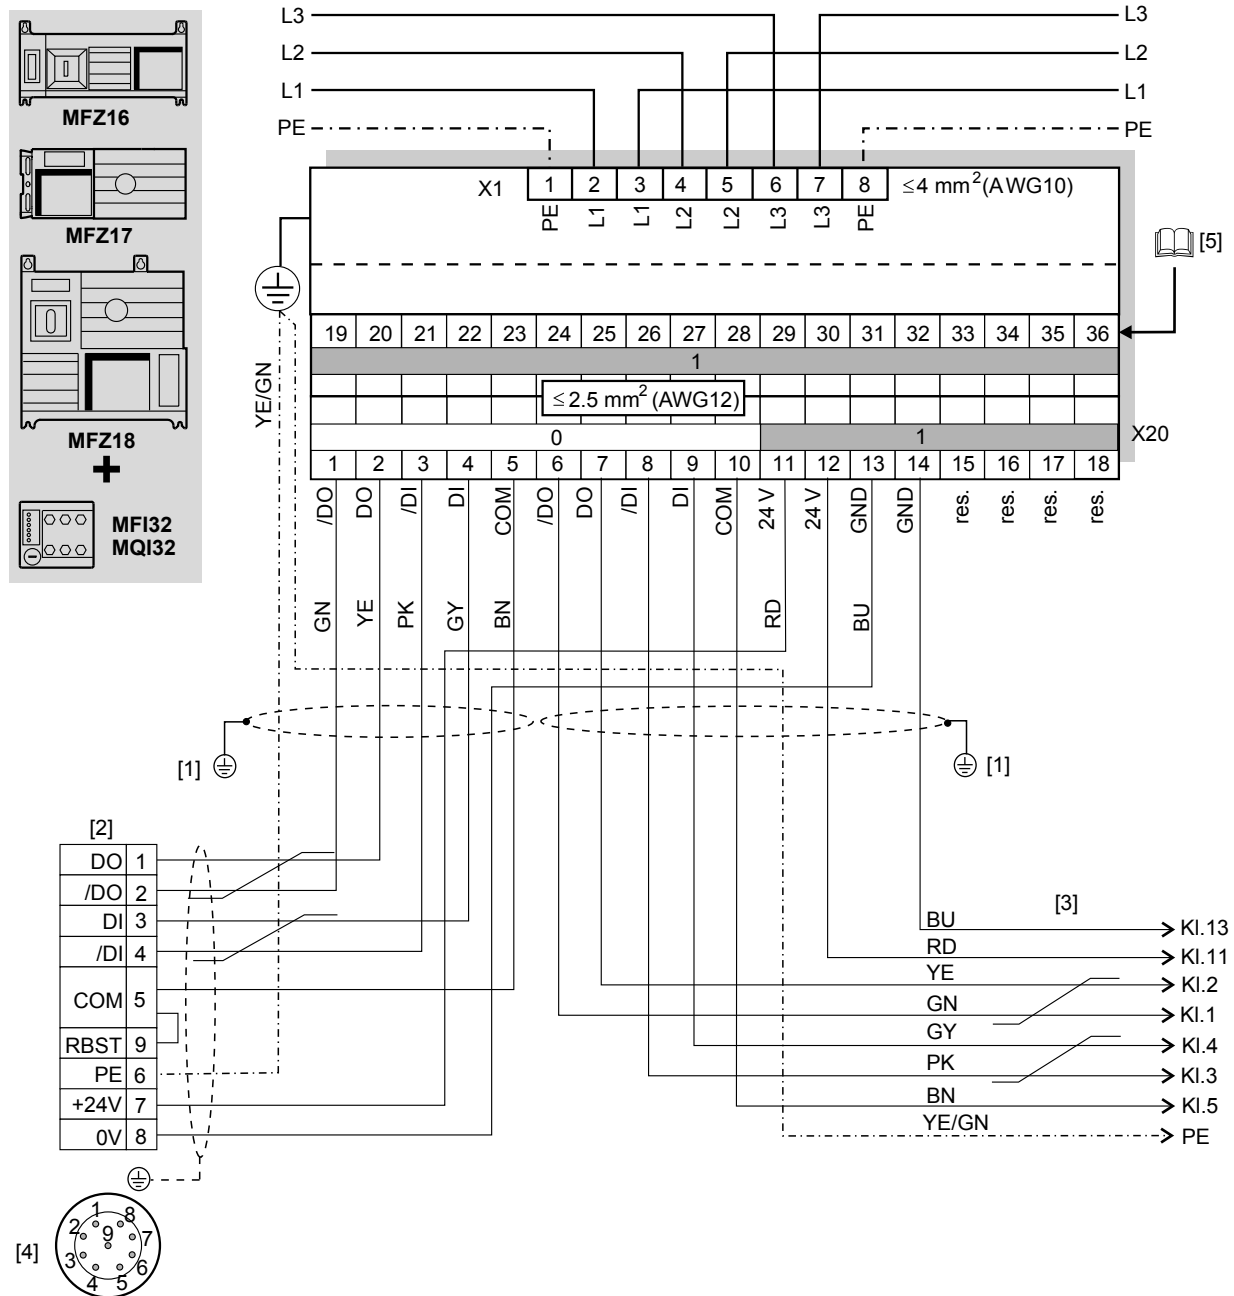 MFZ16
MFZ17
MFZ18
+
MFI32
MQI32
L3 L3
L2 L2
L1 L1
PE PE
X1 1 2 3 4 5 6 7 8 ≤4 mm² (AWG10)
PE L1 L1 L2 L2 L3 L3 PE
[5]
19 20 21 22 23 24 25 26 27 28 29 30 31 32 33 34 35 36
1
≤2.5 mm² (AWG12)
0 1 X20
1 2 3 4 5 6 7 8 9 10 11 12 13 14 15 16 17 18
/DO DO /DI DI COM /DO DO /DI DI COM 24 V 24 V GND GND res. res. res. res.
YE/GN
GN YE PK GY BN RD BU
[1] [1]
[2]
DO 1
/DO 2
DI 3
/DI 4
COM 5
RBST 9
PE 6
+24V 7
0V 8
[3]
BU Kl.13
RD Kl.11
YE Kl.2
GN Kl.1
GY Kl.4
PK Kl.3
BN Kl.5
YE/GN PE
[4]
1 8
2 9 7
3 6
4 5